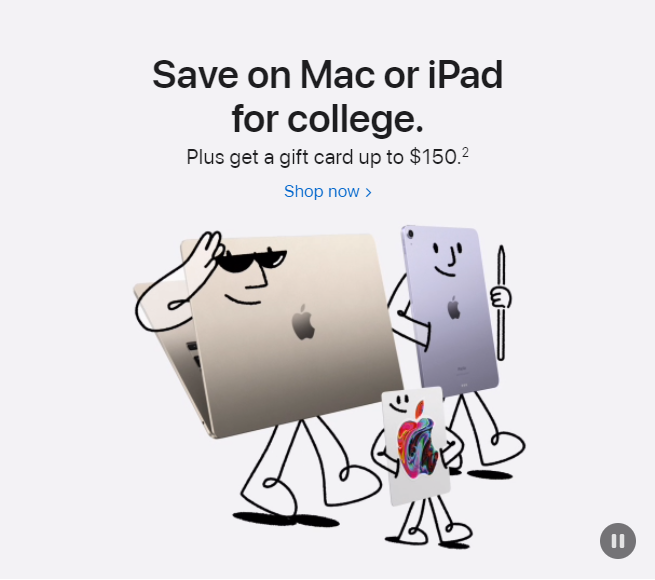 Save on Mac or iPad
for college.
Plus get a gift card up to $150.²
Shop now >